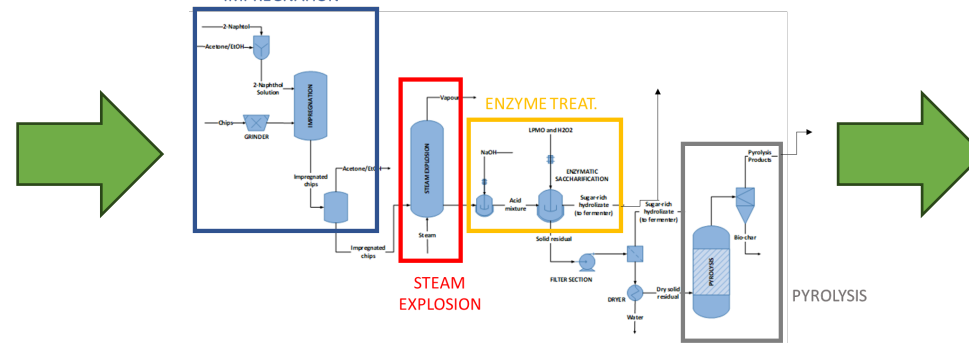 IMPREGNATION
2-Naphtol
Acetone/EtOH
2-Naphthol
Solution
Chips
GRINDER
IMPREGNATION
Impregnated
chips
Acetone/EtOH
Impregnated
chips
Vapour
STEAM EXPLOSION
Steam
STEAM
EXPLOSION
ENZYME TREAT.
LPMO and H2O2
NaOH
ENZYMATIC
SACCHARIFICATION
Acid
mixture
Sugar-rich
hydrolizate
(to fermenter)
Solid residual
FILTER SECTION
Sugar-rich
hydrolizate
(to fermenter)
DRYER
Water
Dry solid
residual
Pyrolysis
Products
Bio-char
PYROLYSIS
PYROLYSIS